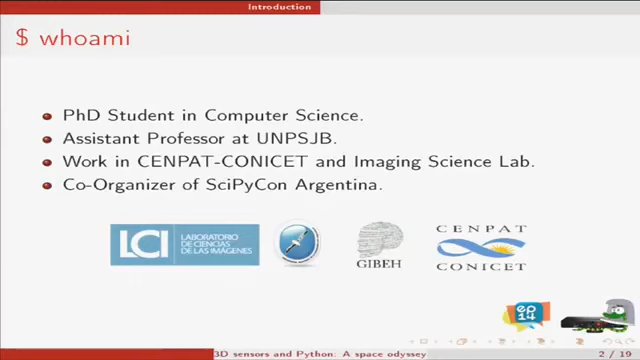 Introduction
$ whoami
PhD Student in Computer Science.
Assistant Professor at UNPSJB.
Work in CENPAT-CONICET and Imaging Science Lab.
Co-Organizer of SciPyCon Argentina.
LCI
LABORATORIO
DE CIENCIAS
DE LAS IMÁGENES
GIBEH
CENPAT
CONICET
ep
14
3D sensors and Python: A space odyssey
2 / 19